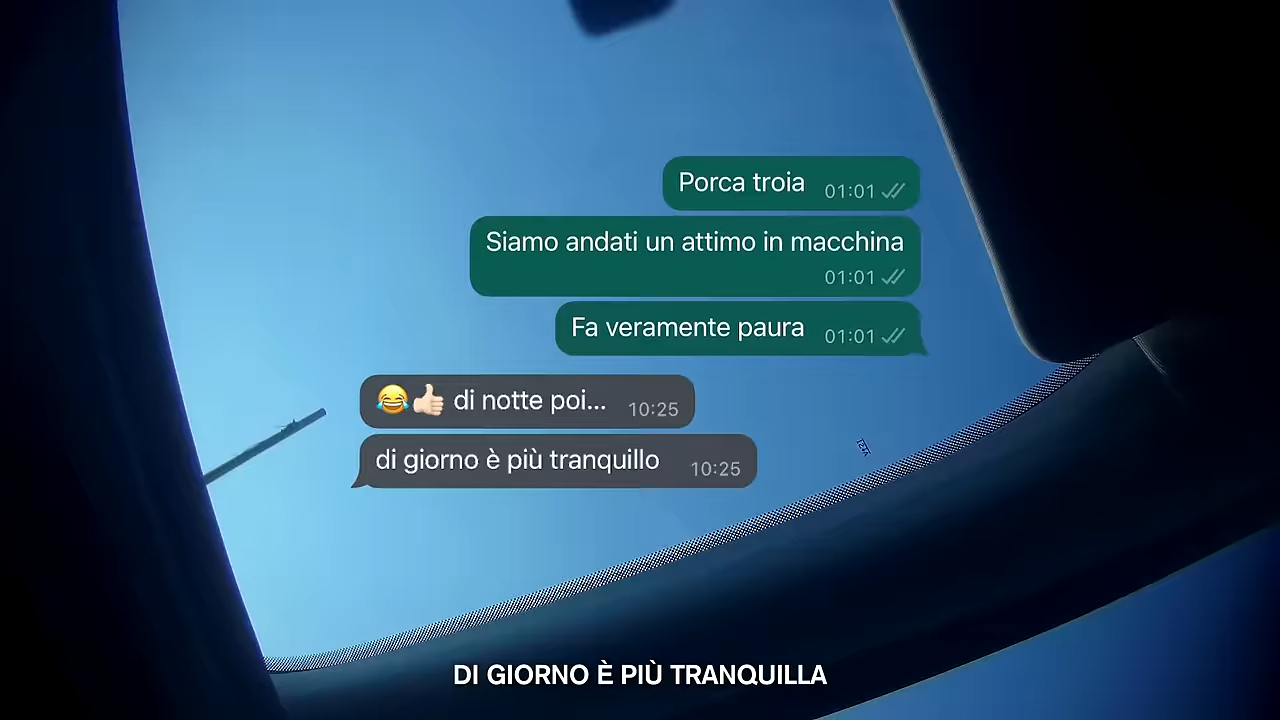 Porca troia 01:01
Siamo andati un attimo in macchina
01:01
Fa veramente paura 01:01
😂👍🏻 di notte poi... 10:25
di giorno è più tranquillo 10:25
DI GIORNO È PIÙ TRANQUILLA